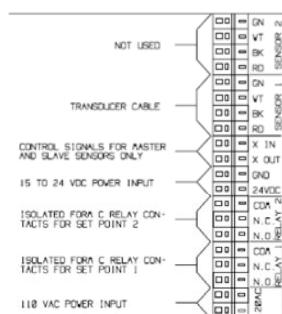 NOT USED
TRANSDUCER CABLE
CONTROL SIGNALS FOR MASTER
AND SLAVE SENSORS ONLY
15 TO 24 VDC POWER INPUT
ISOLATED FORM C RELAY CON-
TACTS FOR SET POINT 2
ISOLATED FORM C RELAY CON-
TACTS FOR SET POINT 1
110 VAC POWER INPUT
GN
VT
BK
RD
SENSOR 2
GN
VT
BK
RD
SENSOR 1
X IN
X OUT
GND
24VDC
COM
N.C.
N.O.
RELAY 2
COM
N.C.
N.O.
RELAY 1
20AC